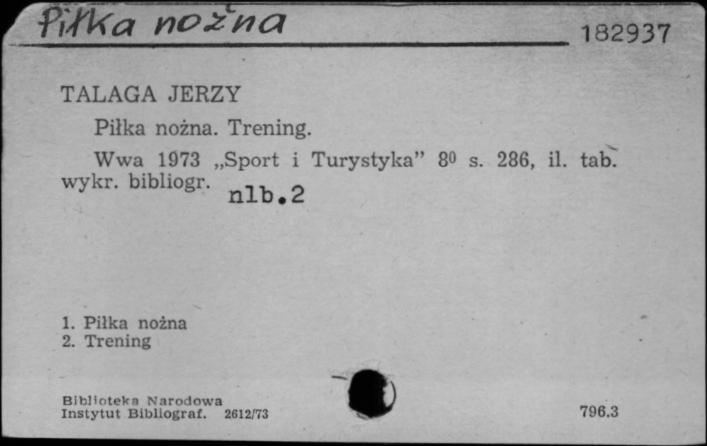 Piłka nożna
182937
TALAGA JERZY
Piłka nożna. Trening.
Wwa 1973 „Sport i Turystyka” 8⁰ s. 286, il. tab.
wykr. bibliogr. nlb.2
1. Piłka nożna
2. Trening
Biblioteka Narodowa
Instytut Bibliograf. 2612/73
796.3